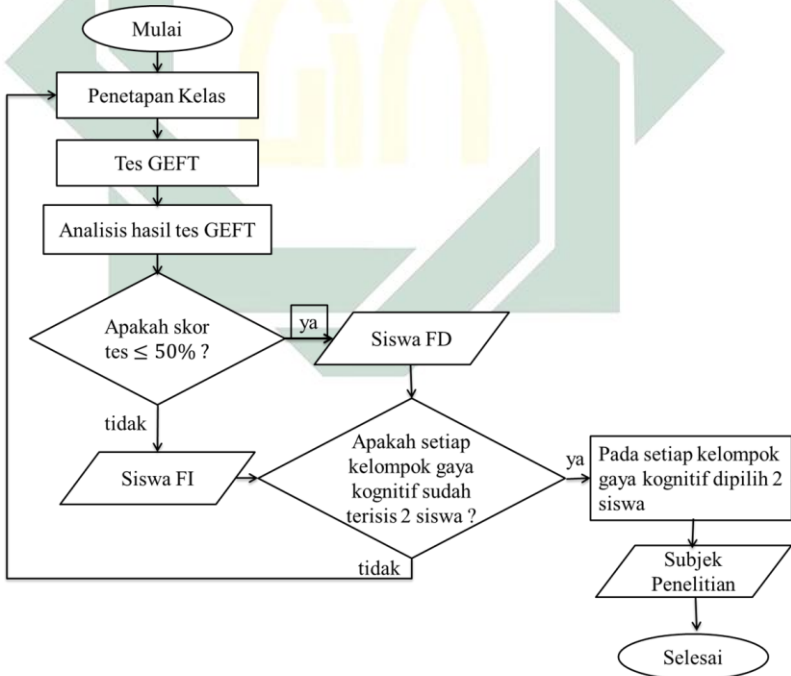 Mulai
Penetapan Kelas
Tes GEFT
Analisis hasil tes GEFT
Apakah skor
tes ≤ 50% ?
ya
Siswa FD
tidak
Siswa FI
Apakah setiap
kelompok gaya
kognitif sudah
terisis 2 siswa ?
ya
Pada setiap kelompok
gaya kognitif dipilih 2
siswa
tidak
Subjek
Penelitian
Selesai